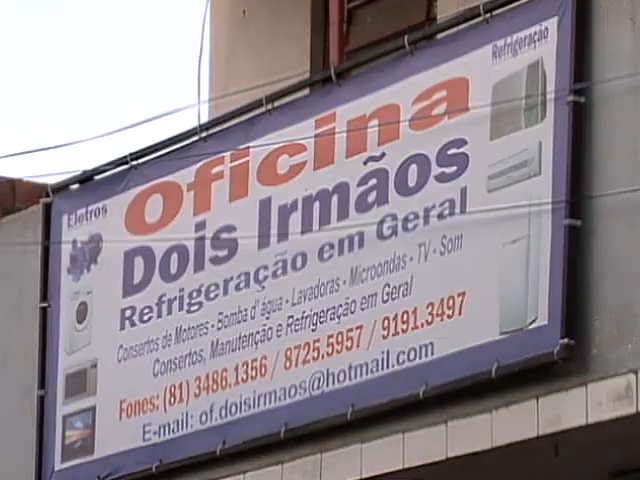 Eletros
Refrigeração
Oficina
Dois Irmãos
Refrigeração em Geral
Consertos de Motores - Bomba d' água - Lavadoras - Microondas - TV - Som
Consertos, Manutenção e Refrigeração em Geral
Fones: (81) 3486.1356 / 8725.5957 / 9191.3497
E-mail: of.doisirmaos@hotmail.com